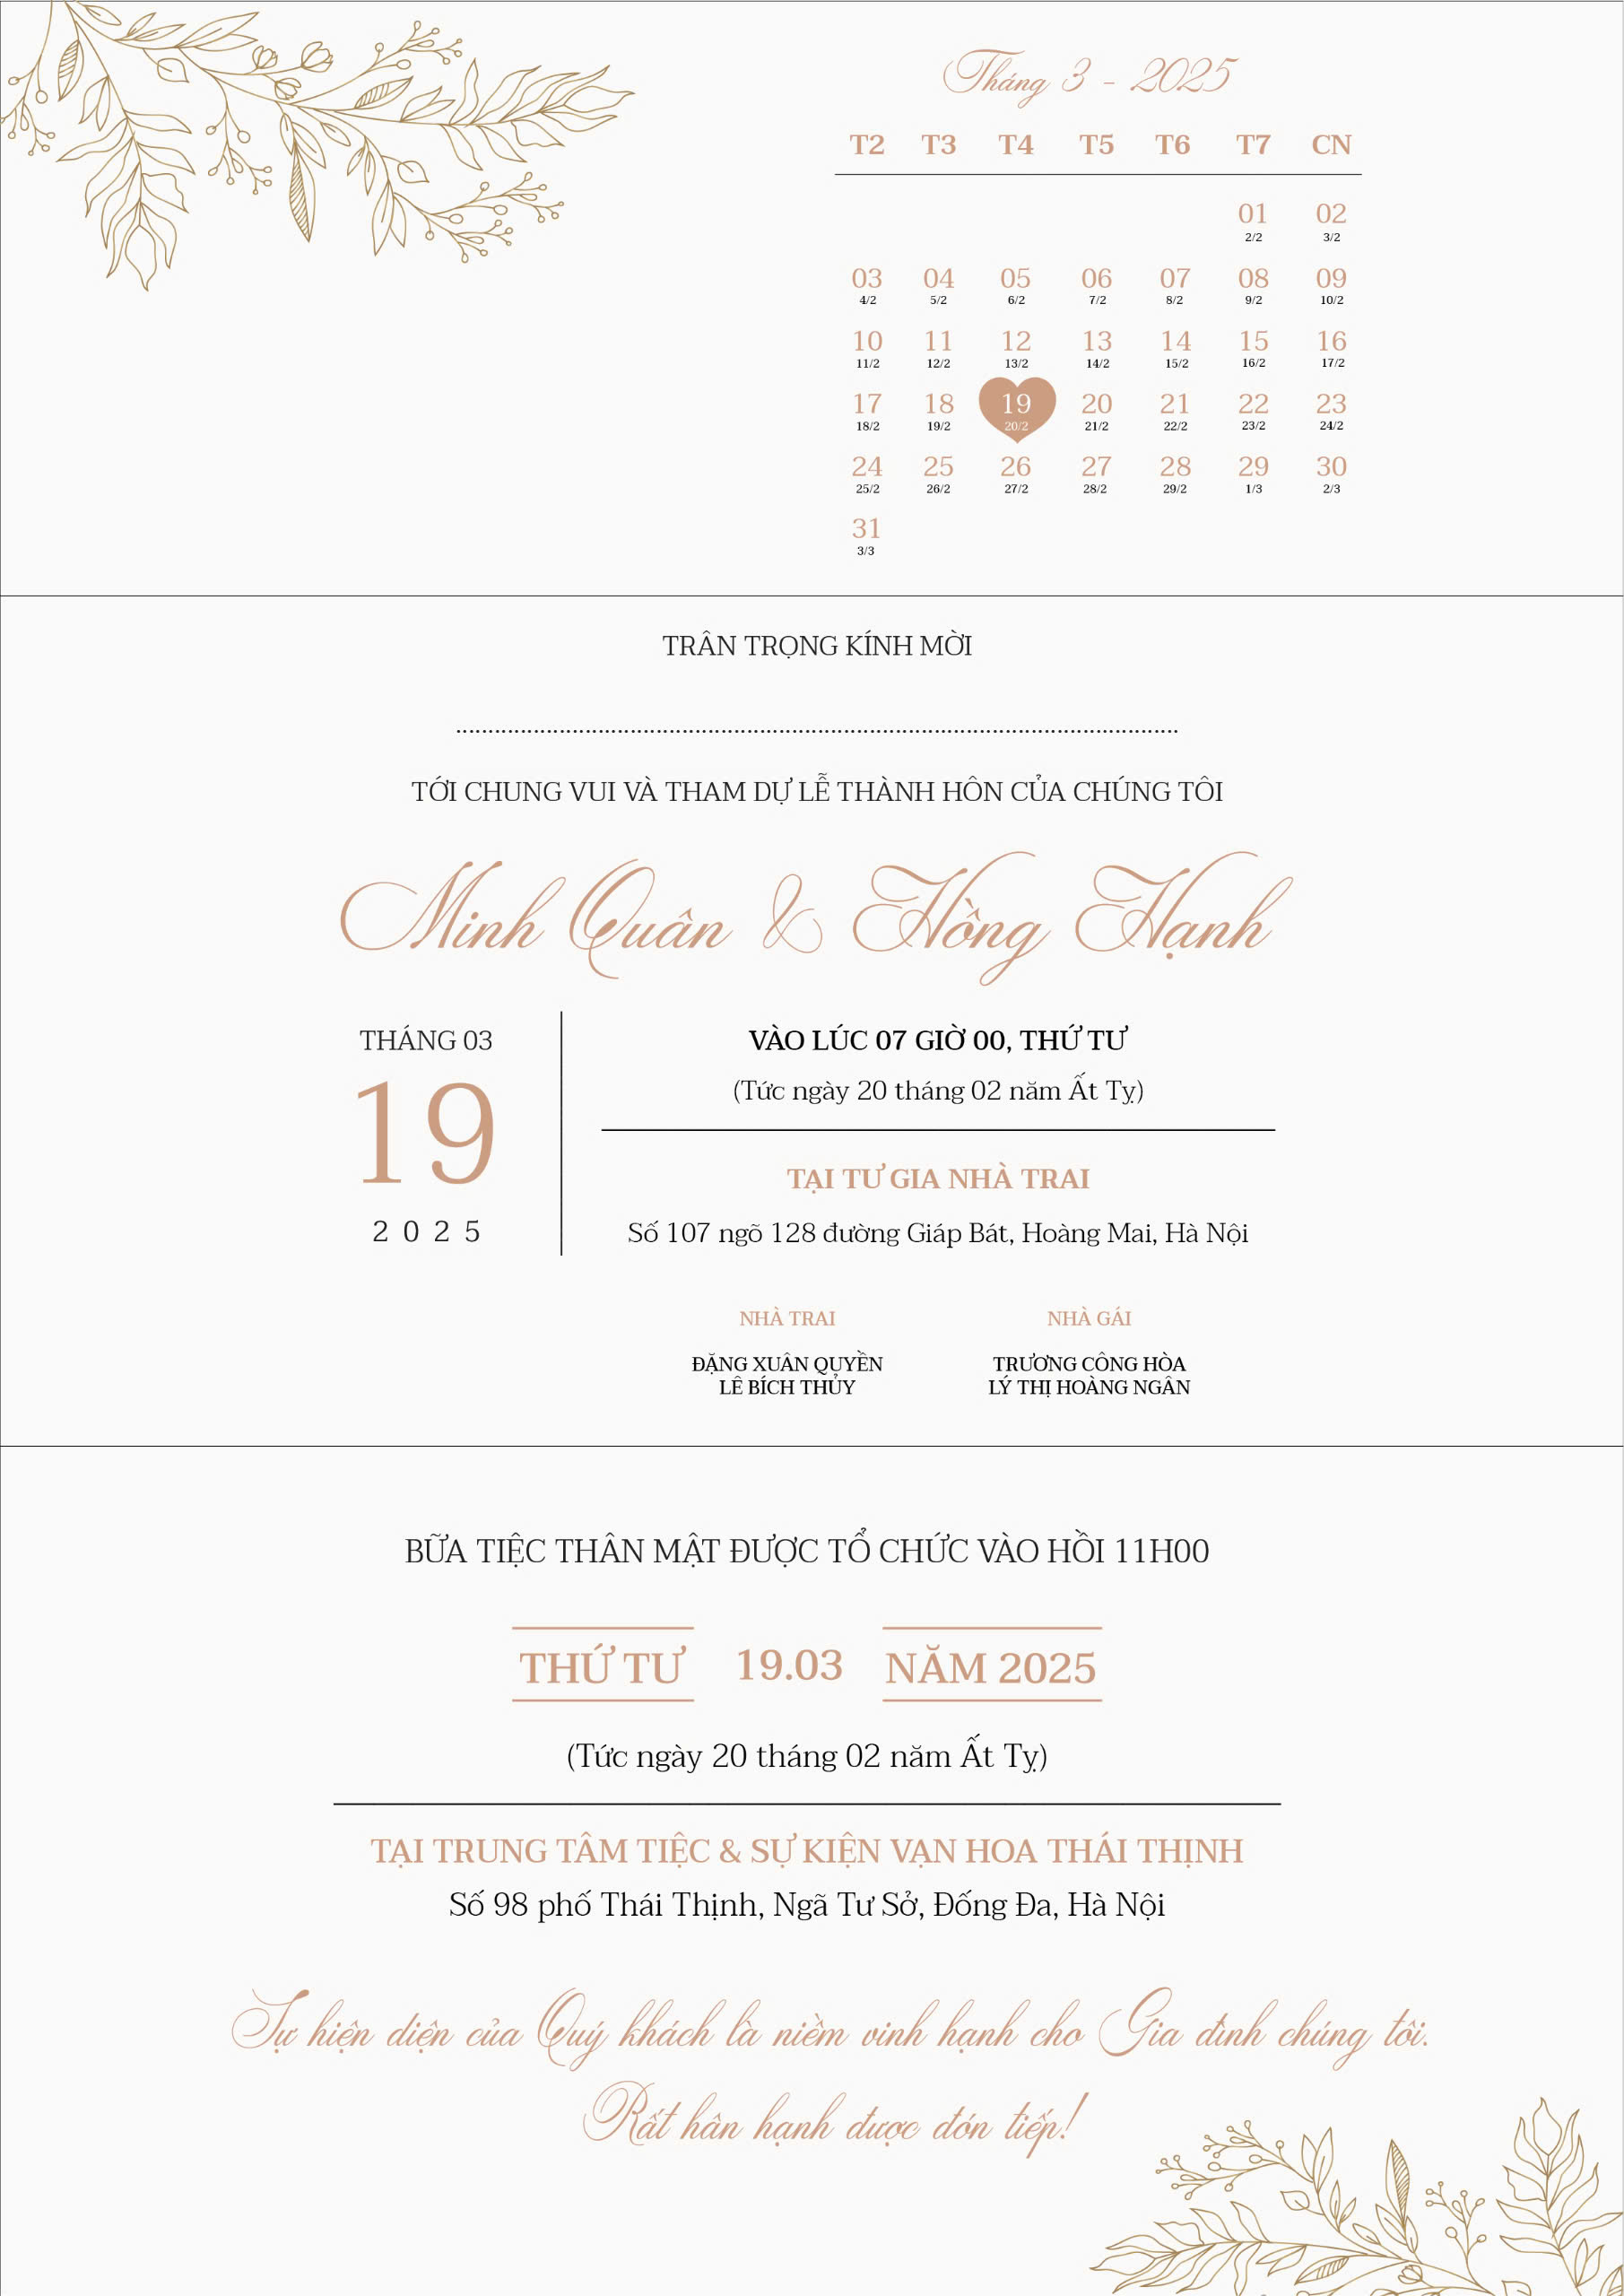 Tháng 3 - 2025
T2 T3 T4 T5 T6 T7 CN
01 02
2/2 3/2
03 04 05 06 07 08 09
4/2 5/2 6/2 7/2 8/2 9/2 10/2
10 11 12 13 14 15 16
11/2 12/2 13/2 14/2 15/2 16/2 17/2
17 18 19 20 21 22 23
18/2 19/2 20/2 21/2 22/2 23/2 24/2
24 25 26 27 28 29 30
25/2 26/2 27/2 28/2 29/2 1/3 2/3
31
3/3
TRÂN TRỌNG KÍNH MỜI
TỚI CHUNG VUI VÀ THAM DỰ LỄ THÀNH HÔN CỦA CHÚNG TÔI
Minh Quân & Hồng Hạnh
THÁNG 03
19
2025
VÀO LÚC 07 GIỜ 00, THỨ TƯ
(Tức ngày 20 tháng 02 năm Ất Tỵ)
TẠI TƯ GIA NHÀ TRAI
Số 107 ngõ 128 đường Giáp Bát, Hoàng Mai, Hà Nội
NHÀ TRAI
ĐẶNG XUÂN QUYỀN
LÊ BÍCH THỦY
NHÀ GÁI
TRƯƠNG CÔNG HÒA
LÝ THỊ HOÀNG NGÂN
BỮA TIỆC THÂN MẬT ĐƯỢC TỔ CHỨC VÀO HỒI 11H00
THỨ TƯ 19.03 NĂM 2025
(Tức ngày 20 tháng 02 năm Ất Tỵ)
TẠI TRUNG TÂM TIỆC & SỰ KIỆN VẠN HOA THÁI THỊNH
Số 98 phố Thái Thịnh, Ngã Tư Sở, Đống Đa, Hà Nội
Sự hiện diện của Quý khách là niềm vinh hạnh cho Gia đình chúng tôi.
Rất hân hạnh được đón tiếp!